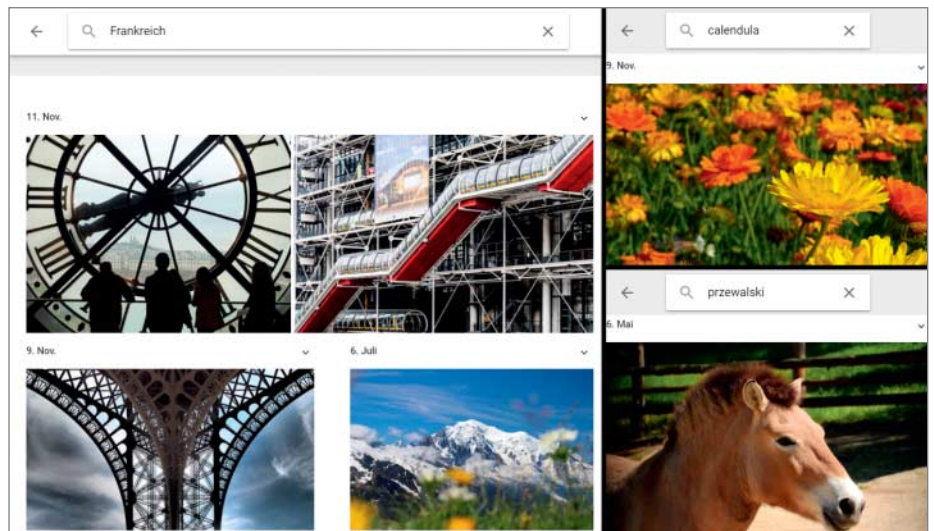 Frankreich
11. Nov.
9. Nov.
6. Juli
calendula
9. Nov.
przewalski
6. Mai